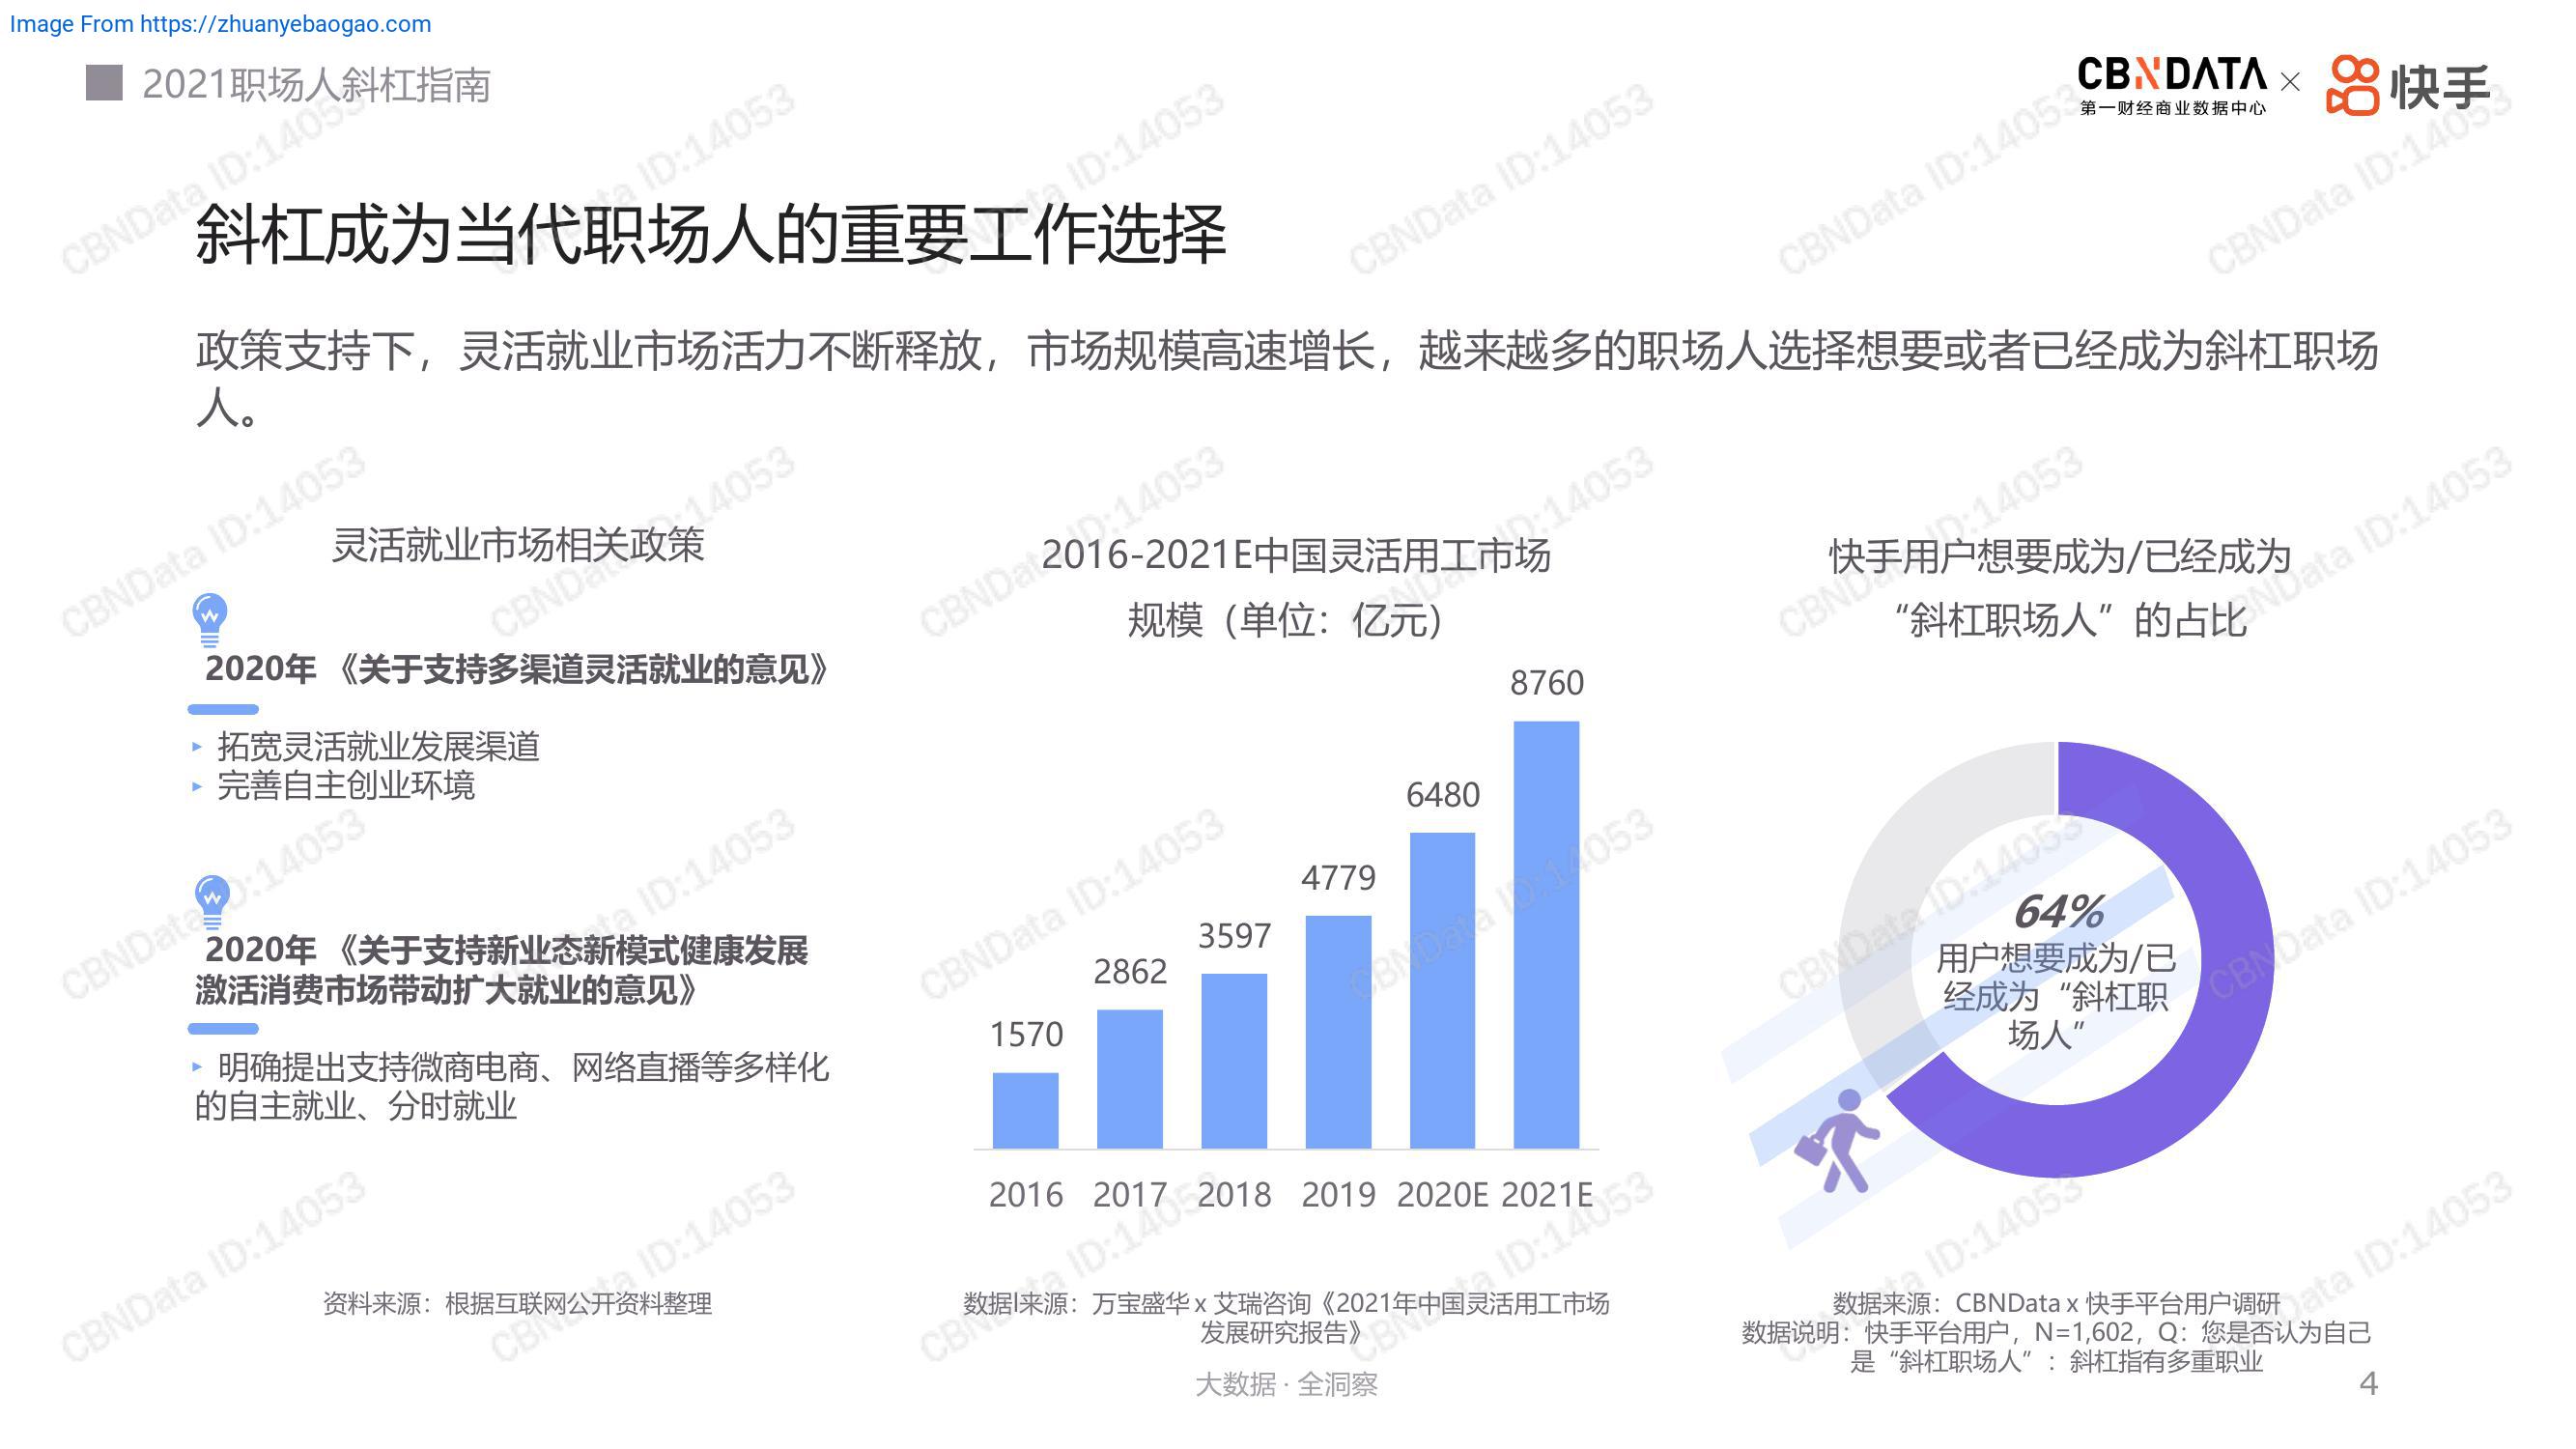 Image From https://zhuanyebaogao.com
2021职场人斜杠指南
CBNDATA
第一财经商业数据中心
×
快手
斜杠成为当代职场人的重要工作选择
政策支持下，灵活就业市场活力不断释放，市场规模高速增长，越来越多的职场人选择想要或者已经成为斜杠职场
人。
灵活就业市场相关政策
2020年 《关于支持多渠道灵活就业的意见》
拓宽灵活就业发展渠道
完善自主创业环境
2020年 《关于支持新业态新模式健康发展
激活消费市场带动扩大就业的意见》
明确提出支持微商电商、网络直播等多样化
的自主就业、分时就业
资料来源：根据互联网公开资料整理
2016-2021E中国灵活用工市场
规模（单位：亿元）
8760
6480
4779
3597
2862
1570
2016 2017 2018 2019 2020E 2021E
数据l来源：万宝盛华 x 艾瑞咨询《2021年中国灵活用工市场
发展研究报告》
快手用户想要成为/已经成为
“斜杠职场人”的占比
64%
用户想要成为/已
经成为“斜杠职
场人”
数据来源：CBNData x 快手平台用户调研
数据说明：快手平台用户，N=1,602，Q：您是否认为自己
是“斜杠职场人”：斜杠指有多重职业
大数据 · 全洞察
4
CBNData ID:14053